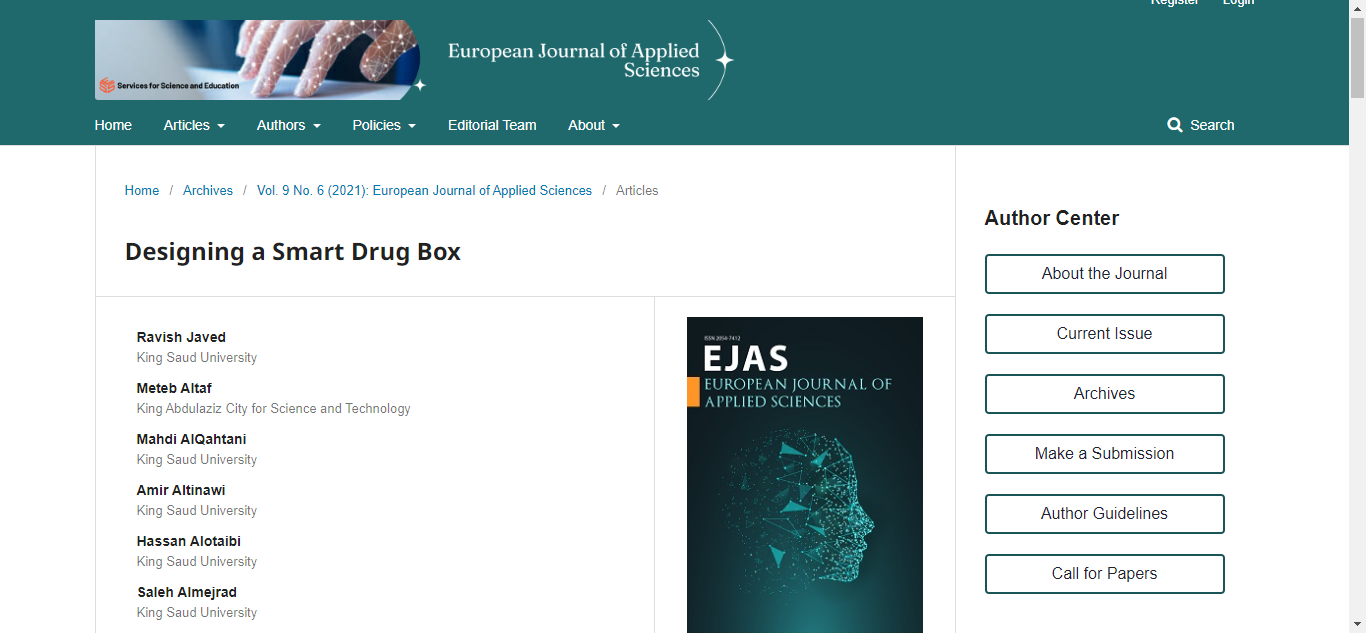 Register Login
Services for Science and Education
European Journal of Applied
Sciences
Home Articles Authors Policies Editorial Team About Search
Home / Archives / Vol. 9 No. 6 (2021): European Journal of Applied Sciences / Articles
Designing a Smart Drug Box
Ravish Javed
King Saud University
Meteb Altaf
King Abdulaziz City for Science and Technology
Mahdi AlQahtani
King Saud University
Amir Altinawi
King Saud University
Hassan Alotaibi
King Saud University
Saleh Almejrad
King Saud University
ISSN 2054-7412
EJAS
EUROPEAN JOURNAL OF
APPLIED SCIENCES
Author Center
About the Journal
Current Issue
Archives
Make a Submission
Author Guidelines
Call for Papers